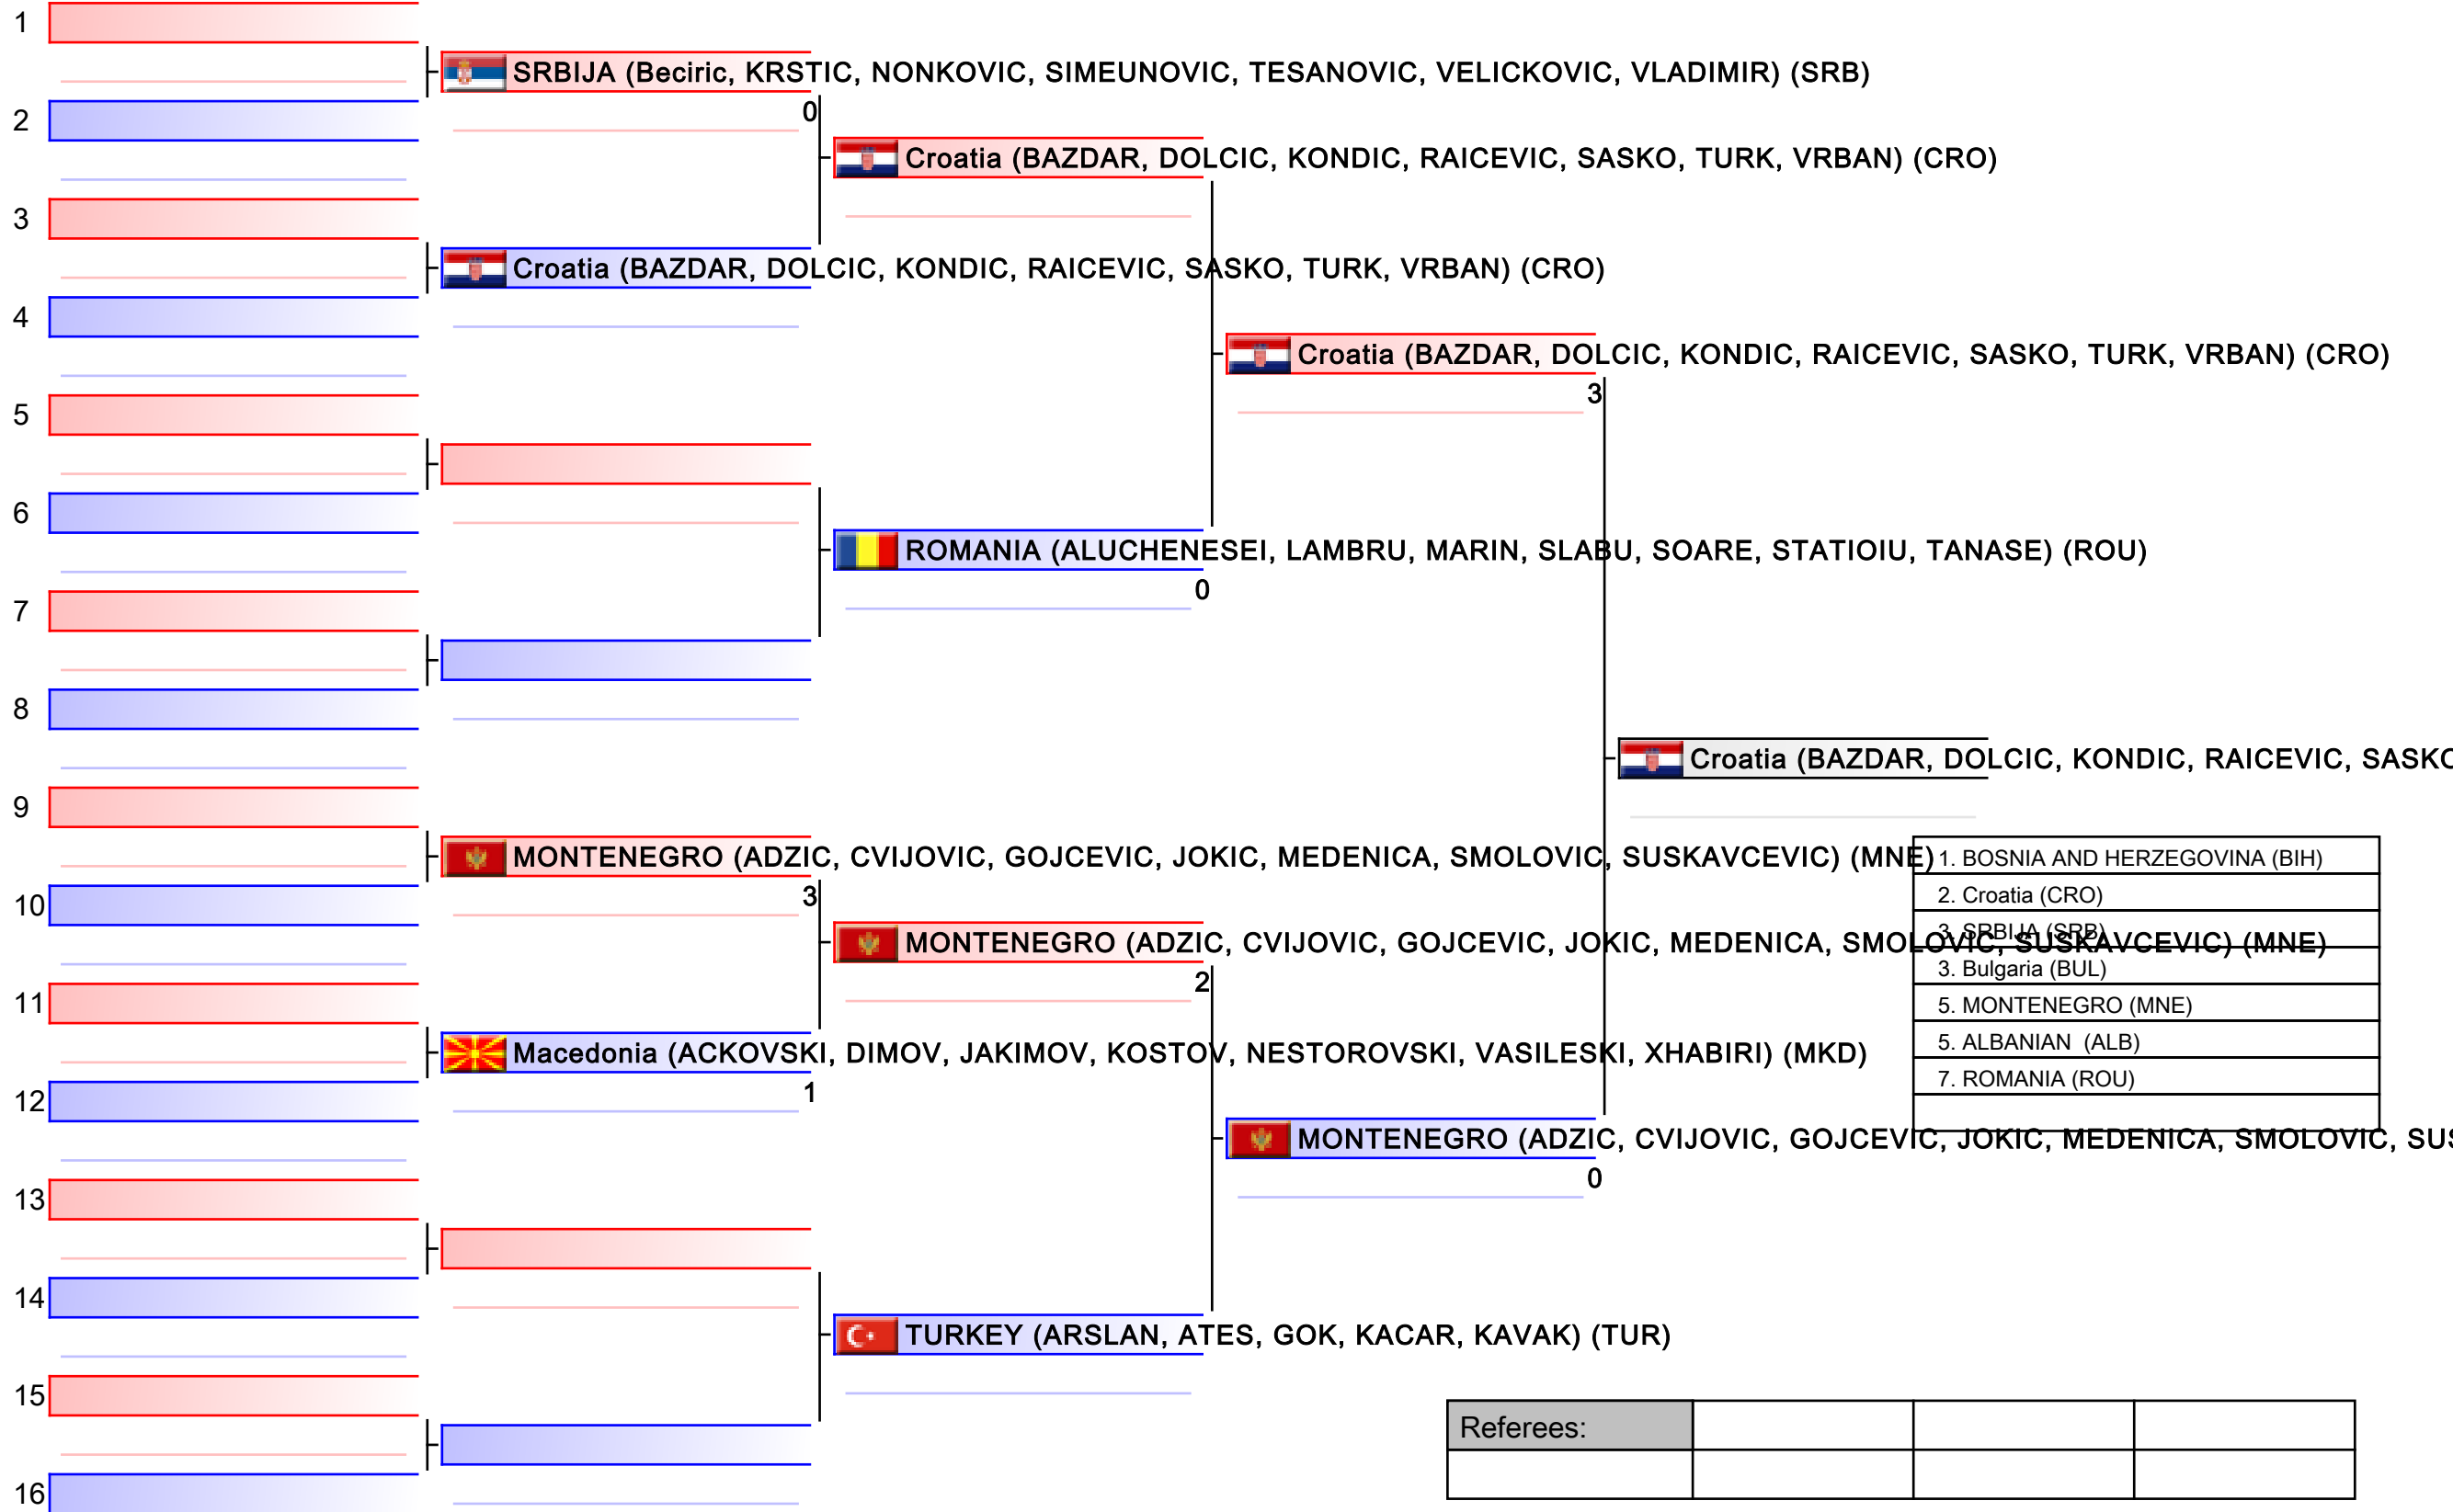 1
SRBIJA (Beciric, KRSTIC, NONKOVIC, SIMEUNOVIC, TESANOVIC, VELICKOVIC, VLADIMIR) (SRB)
0
2
Croatia (BAZDAR, DOLCIC, KONDIC, RAICEVIC, SASKO, TURK, VRBAN) (CRO)
3
Croatia (BAZDAR, DOLCIC, KONDIC, RAICEVIC, SASKO, TURK, VRBAN) (CRO)
4
Croatia (BAZDAR, DOLCIC, KONDIC, RAICEVIC, SASKO, TURK, VRBAN) (CRO)
3
5
6
ROMANIA (ALUCHENESEI, LAMBRU, MARIN, SLABU, SOARE, STATIOIU, TANASE) (ROU)
0
7
8
Croatia (BAZDAR, DOLCIC, KONDIC, RAICEVIC, SASKO
9
MONTENEGRO (ADZIC, CVIJOVIC, GOJCEVIC, JOKIC, MEDENICA, SMOLOVIC, SUSKAVCEVIC) (MNE)
3
10
MONTENEGRO (ADZIC, CVIJOVIC, GOJCEVIC, JOKIC, MEDENICA, SMOLOVIC, SUSKAVCEVIC) (MNE)
2
11
Macedonia (ACKOVSKI, DIMOV, JAKIMOV, KOSTOV, NESTOROVSKI, VASILESKI, XHABIRI) (MKD)
1
12
MONTENEGRO (ADZIC, CVIJOVIC, GOJCEVIC, JOKIC, MEDENICA, SMOLOVIC, SUS
0
13
14
TURKEY (ARSLAN, ATES, GOK, KACAR, KAVAK) (TUR)
15
16
1. BOSNIA AND HERZEGOVINA (BIH)
2. Croatia (CRO)
3. SRBIJA (SRB)
3. Bulgaria (BUL)
5. MONTENEGRO (MNE)
5. ALBANIAN (ALB)
7. ROMANIA (ROU)
Referees: